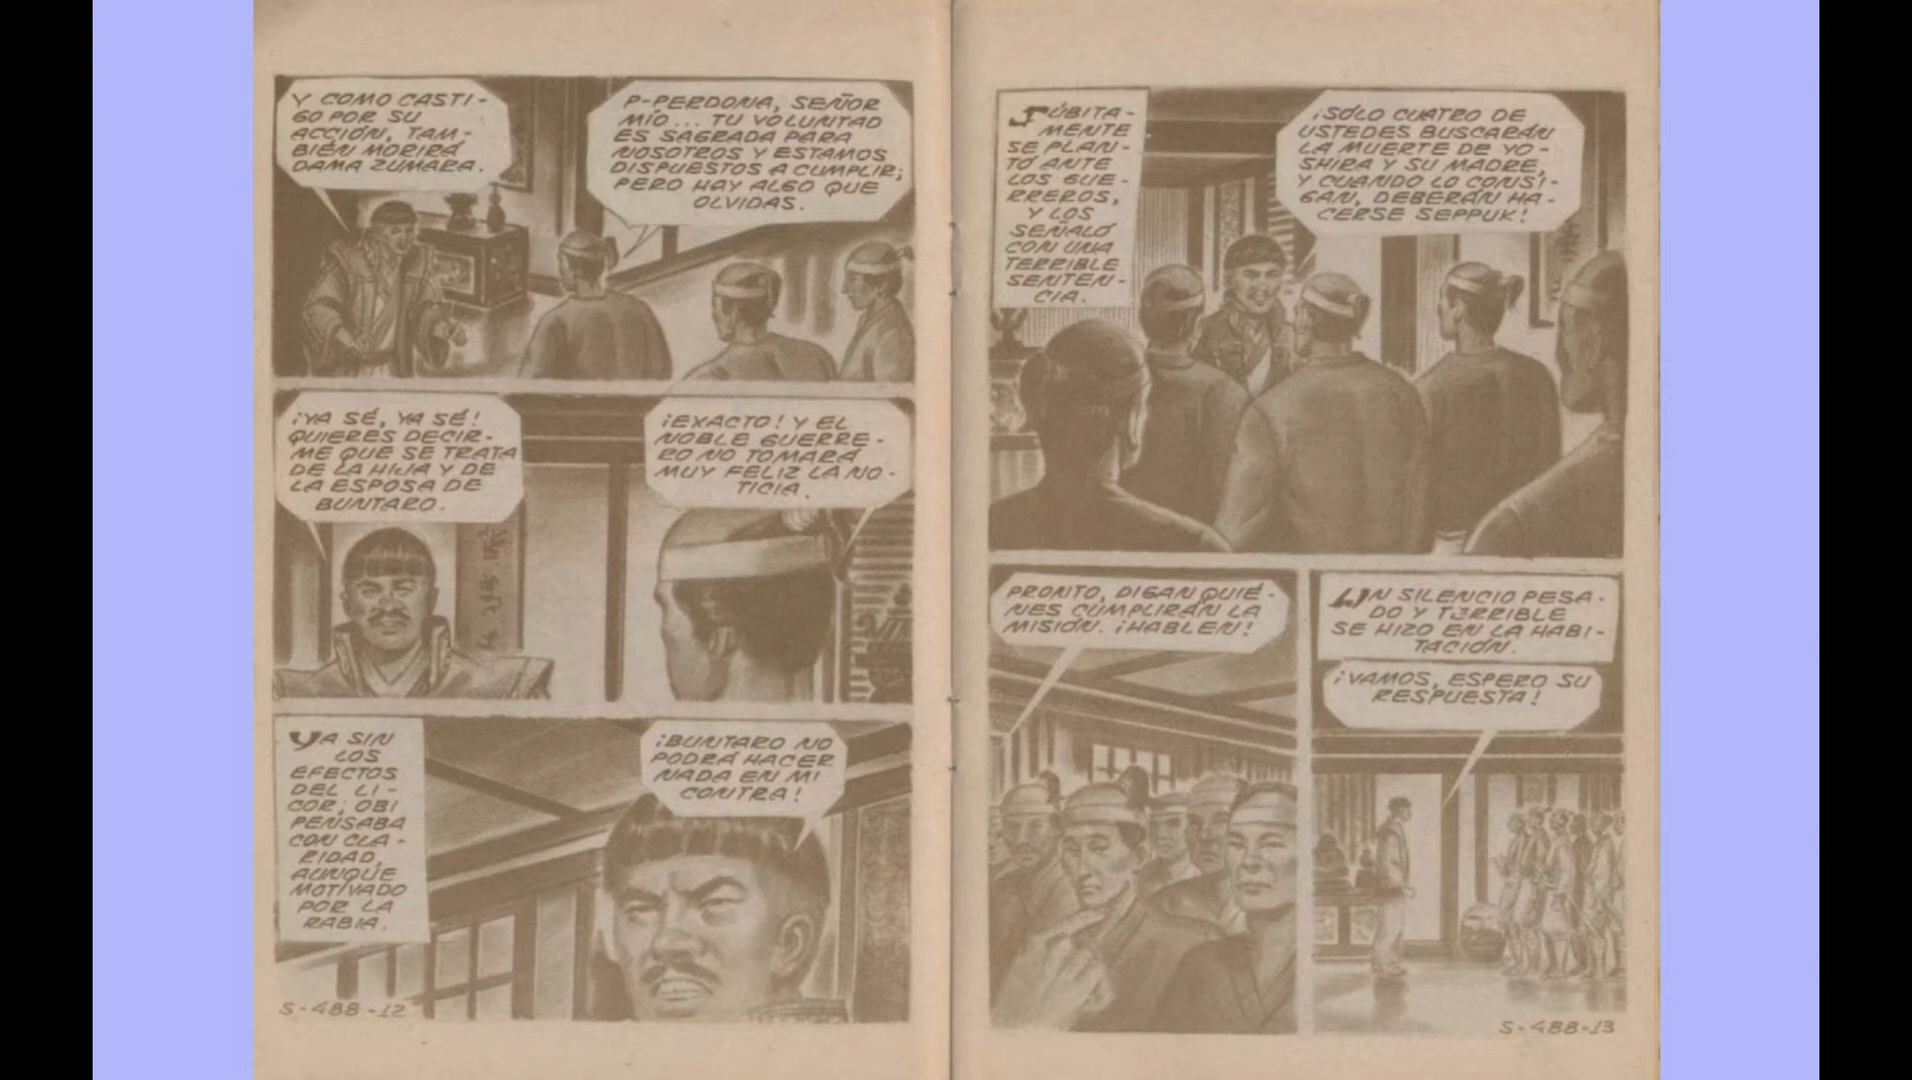 Y COMO CASTI-
GO POR SU
ACCIÓN, TAM-
BIÉN MORIRÁ
DAMA ZUMARA.
P-PERDONA, SEÑOR
MÍO... TU VOLUNTAD
ES SAGRADA PARA
NOSOTROS Y ESTAMOS
DISPUESTOS A CUMPLIR;
PERO HAY ALGO QUE
OLVIDAS.
¡YA SÉ, YA SÉ!
QUIERES DECIR-
ME QUE SE TRATA
DE LA HIJA Y DE
LA ESPOSA DE
BUNTARO.
¡EXACTO! Y EL
NOBLE GUERRE-
RO NO TOMARÁ
MUY FELIZ LA NO-
TICIA.
YA SIN
LOS
EFECTOS
DEL LI-
COR, OBI
PENSABA
CON CLA-
RIDAD,
AUNQUE
MOTIVADO
POR LA
RABIA.
¡BUNTARO NO
PODRÁ HACER
NADA EN MI
CONTRA!
S-488-12
SÚBITA-
MENTE
SE PLAN-
TÓ ANTE
LOS GUE-
RREROS,
Y LOS
SEÑALÓ
CON UNA
TERRIBLE
SENTEN-
CIA.
¡SÓLO CUATRO DE
USTEDES BUSCARÁN
LA MUERTE DE YO-
SHIRA Y SU MADRE,
Y CUANDO LO CONSI-
GAN, DEBERÁN HA-
CERSE SEPPUK!
PRONTO, DIGAN QUIÉ-
NES CUMPLIRÁN LA
MISIÓN. ¡HABLEN!
UN SILENCIO PESA-
DO Y TERRIBLE
SE HIZO EN LA HABI-
TACIÓN.
¡VAMOS, ESPERO SU
RESPUESTA!
S-488-13